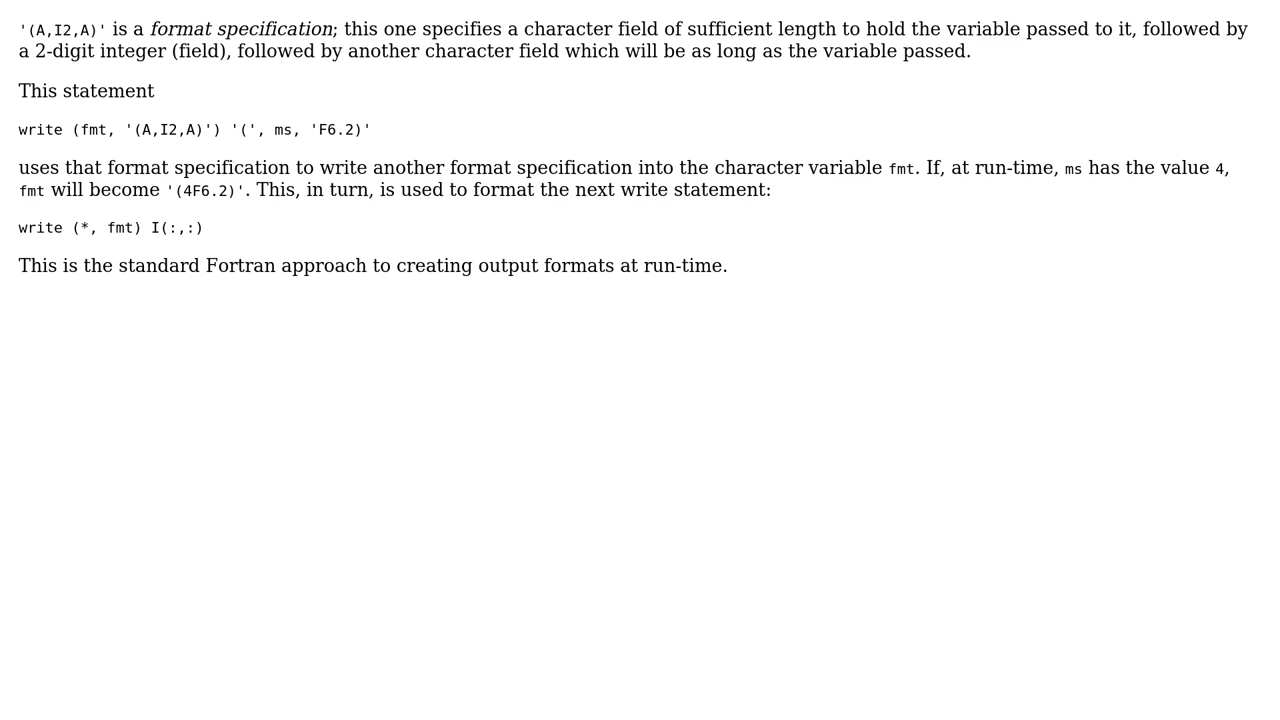 '(A,I2,A)' is a format specification; this one specifies a character field of sufficient length to hold the variable passed to it, followed by
a 2-digit integer (field), followed by another character field which will be as long as the variable passed.
This statement
write (fmt, '(A,I2,A)') '(', ms, 'F6.2)'
uses that format specification to write another format specification into the character variable fmt. If, at run-time, ms has the value 4,
fmt will become '(4F6.2)'. This, in turn, is used to format the next write statement:
write (*, fmt) I(:,:)
This is the standard Fortran approach to creating output formats at run-time.